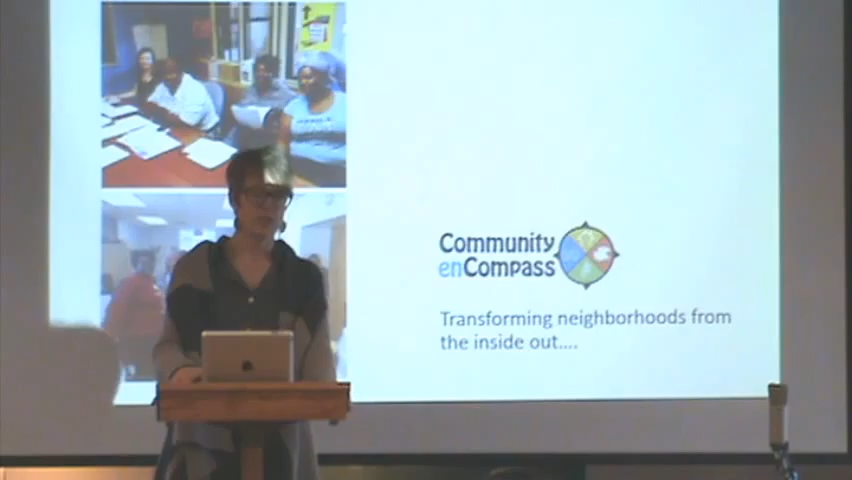 Community
enCompass
Transforming neighborhoods from
the inside out....